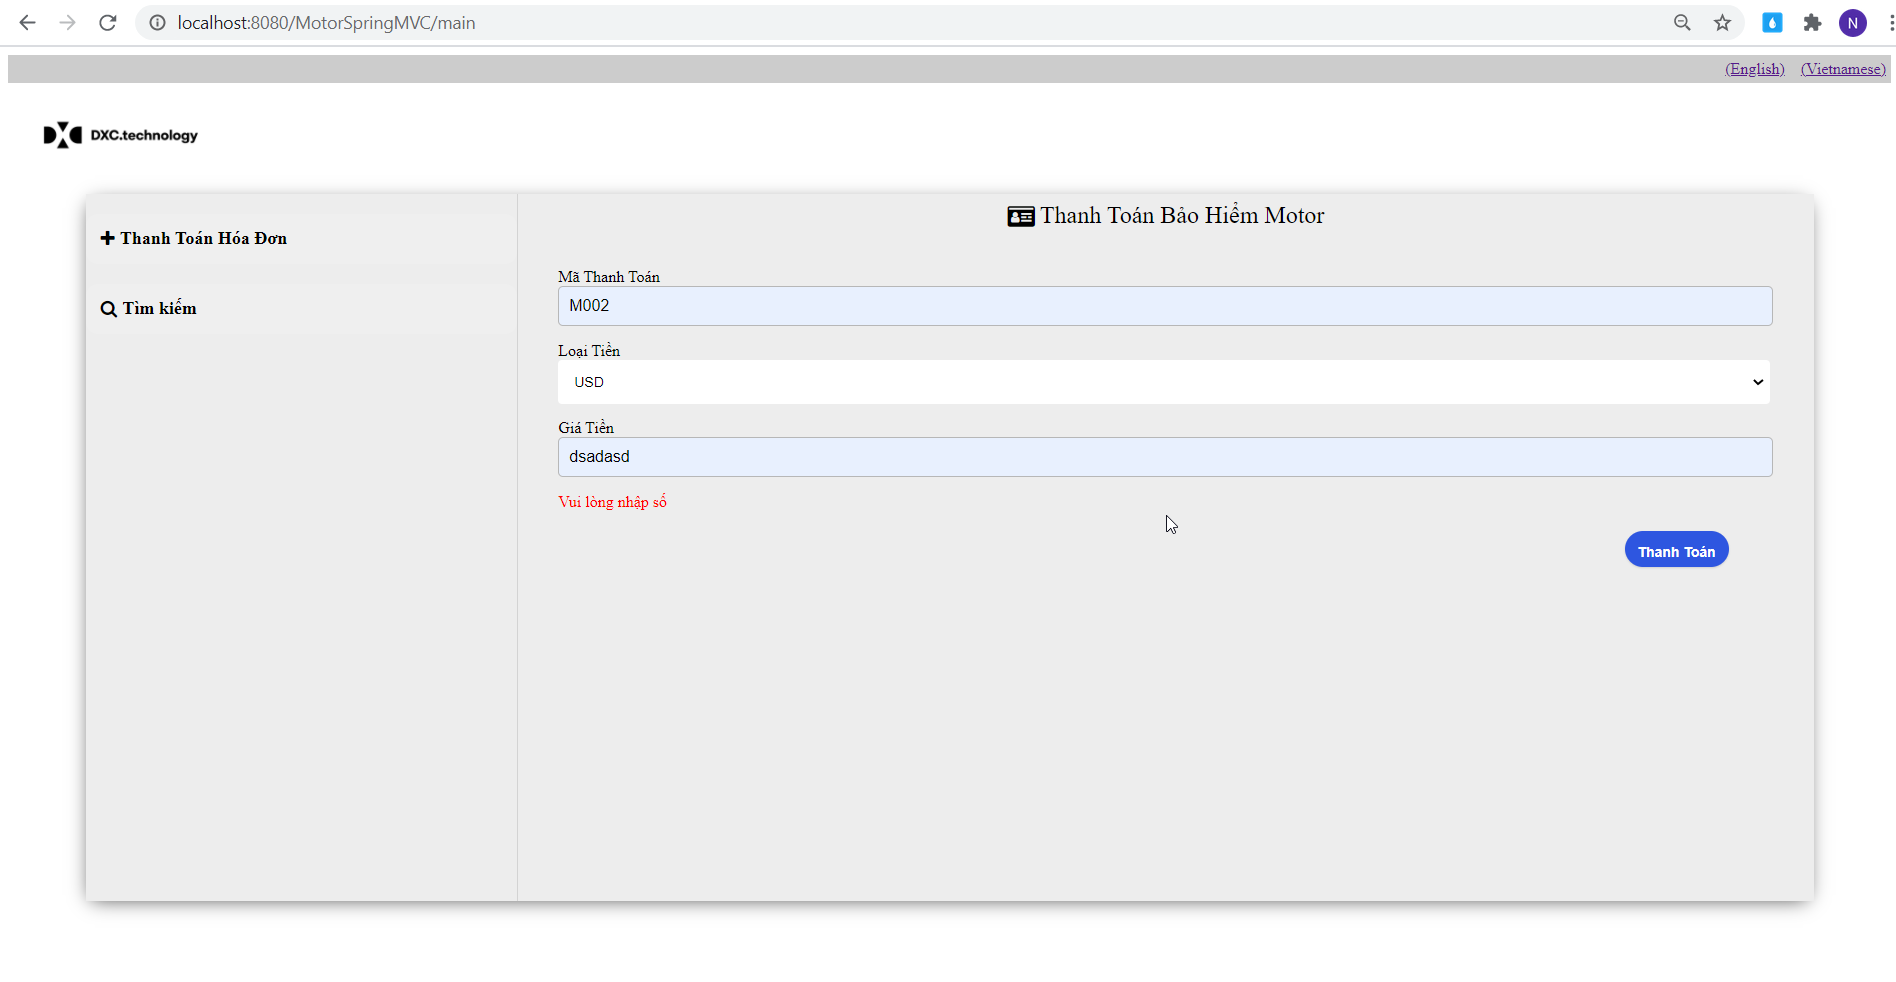 localhost:8080/MotorSpringMVC/main
N
(English) (Vietnamese)
DXC.technology
Thanh Toán Hóa Đơn
Tìm kiếm
Thanh Toán Bảo Hiểm Motor
Mã Thanh Toán
M002
Loại Tiền
USD
Giá Tiền
dsadasd
Vui lòng nhập số
Thanh Toán